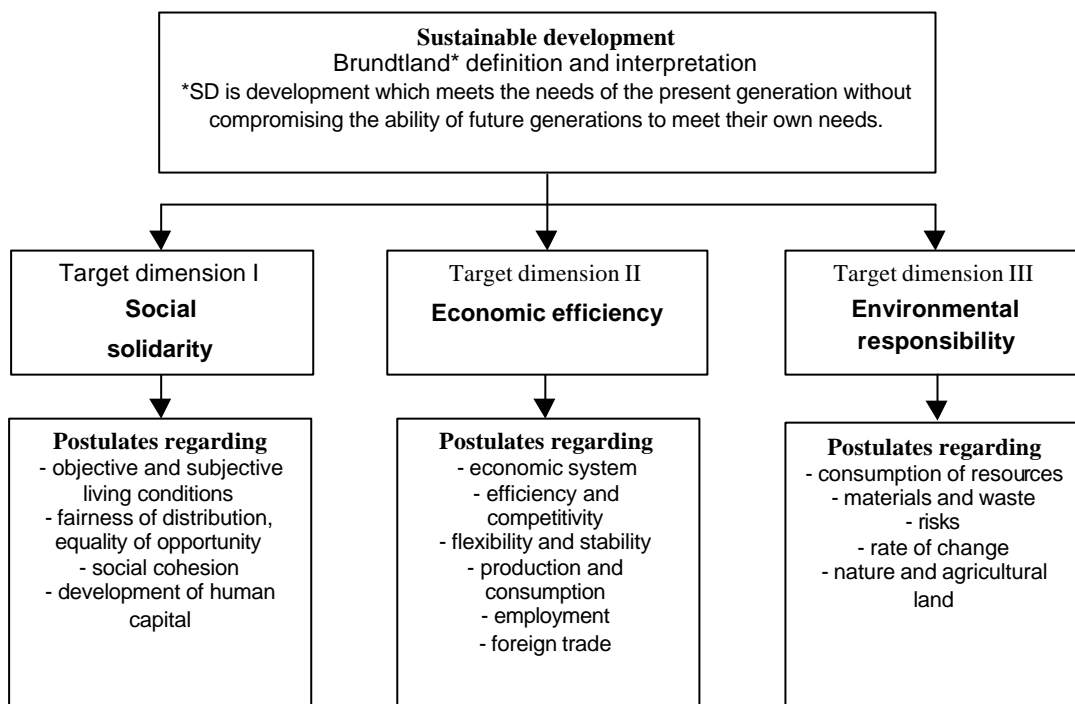 Sustainable development
Brundtland* definition and interpretation
*SD is development which meets the needs of the present generation without
compromising the ability of future generations to meet their own needs.
Target dimension I
Social
solidarity
Target dimension II
Economic efficiency
Target dimension III
Environmental
responsibility
Postulates regarding
- objective and subjective
living conditions
- fairness of distribution,
equality of opportunity
- social cohesion
- development of human
capital
Postulates regarding
- economic system
- efficiency and
competitivity
- flexibility and stability
- production and
consumption
- employment
- foreign trade
Postulates regarding
- consumption of resources
- materials and waste
- risks
- rate of change
- nature and agricultural
land